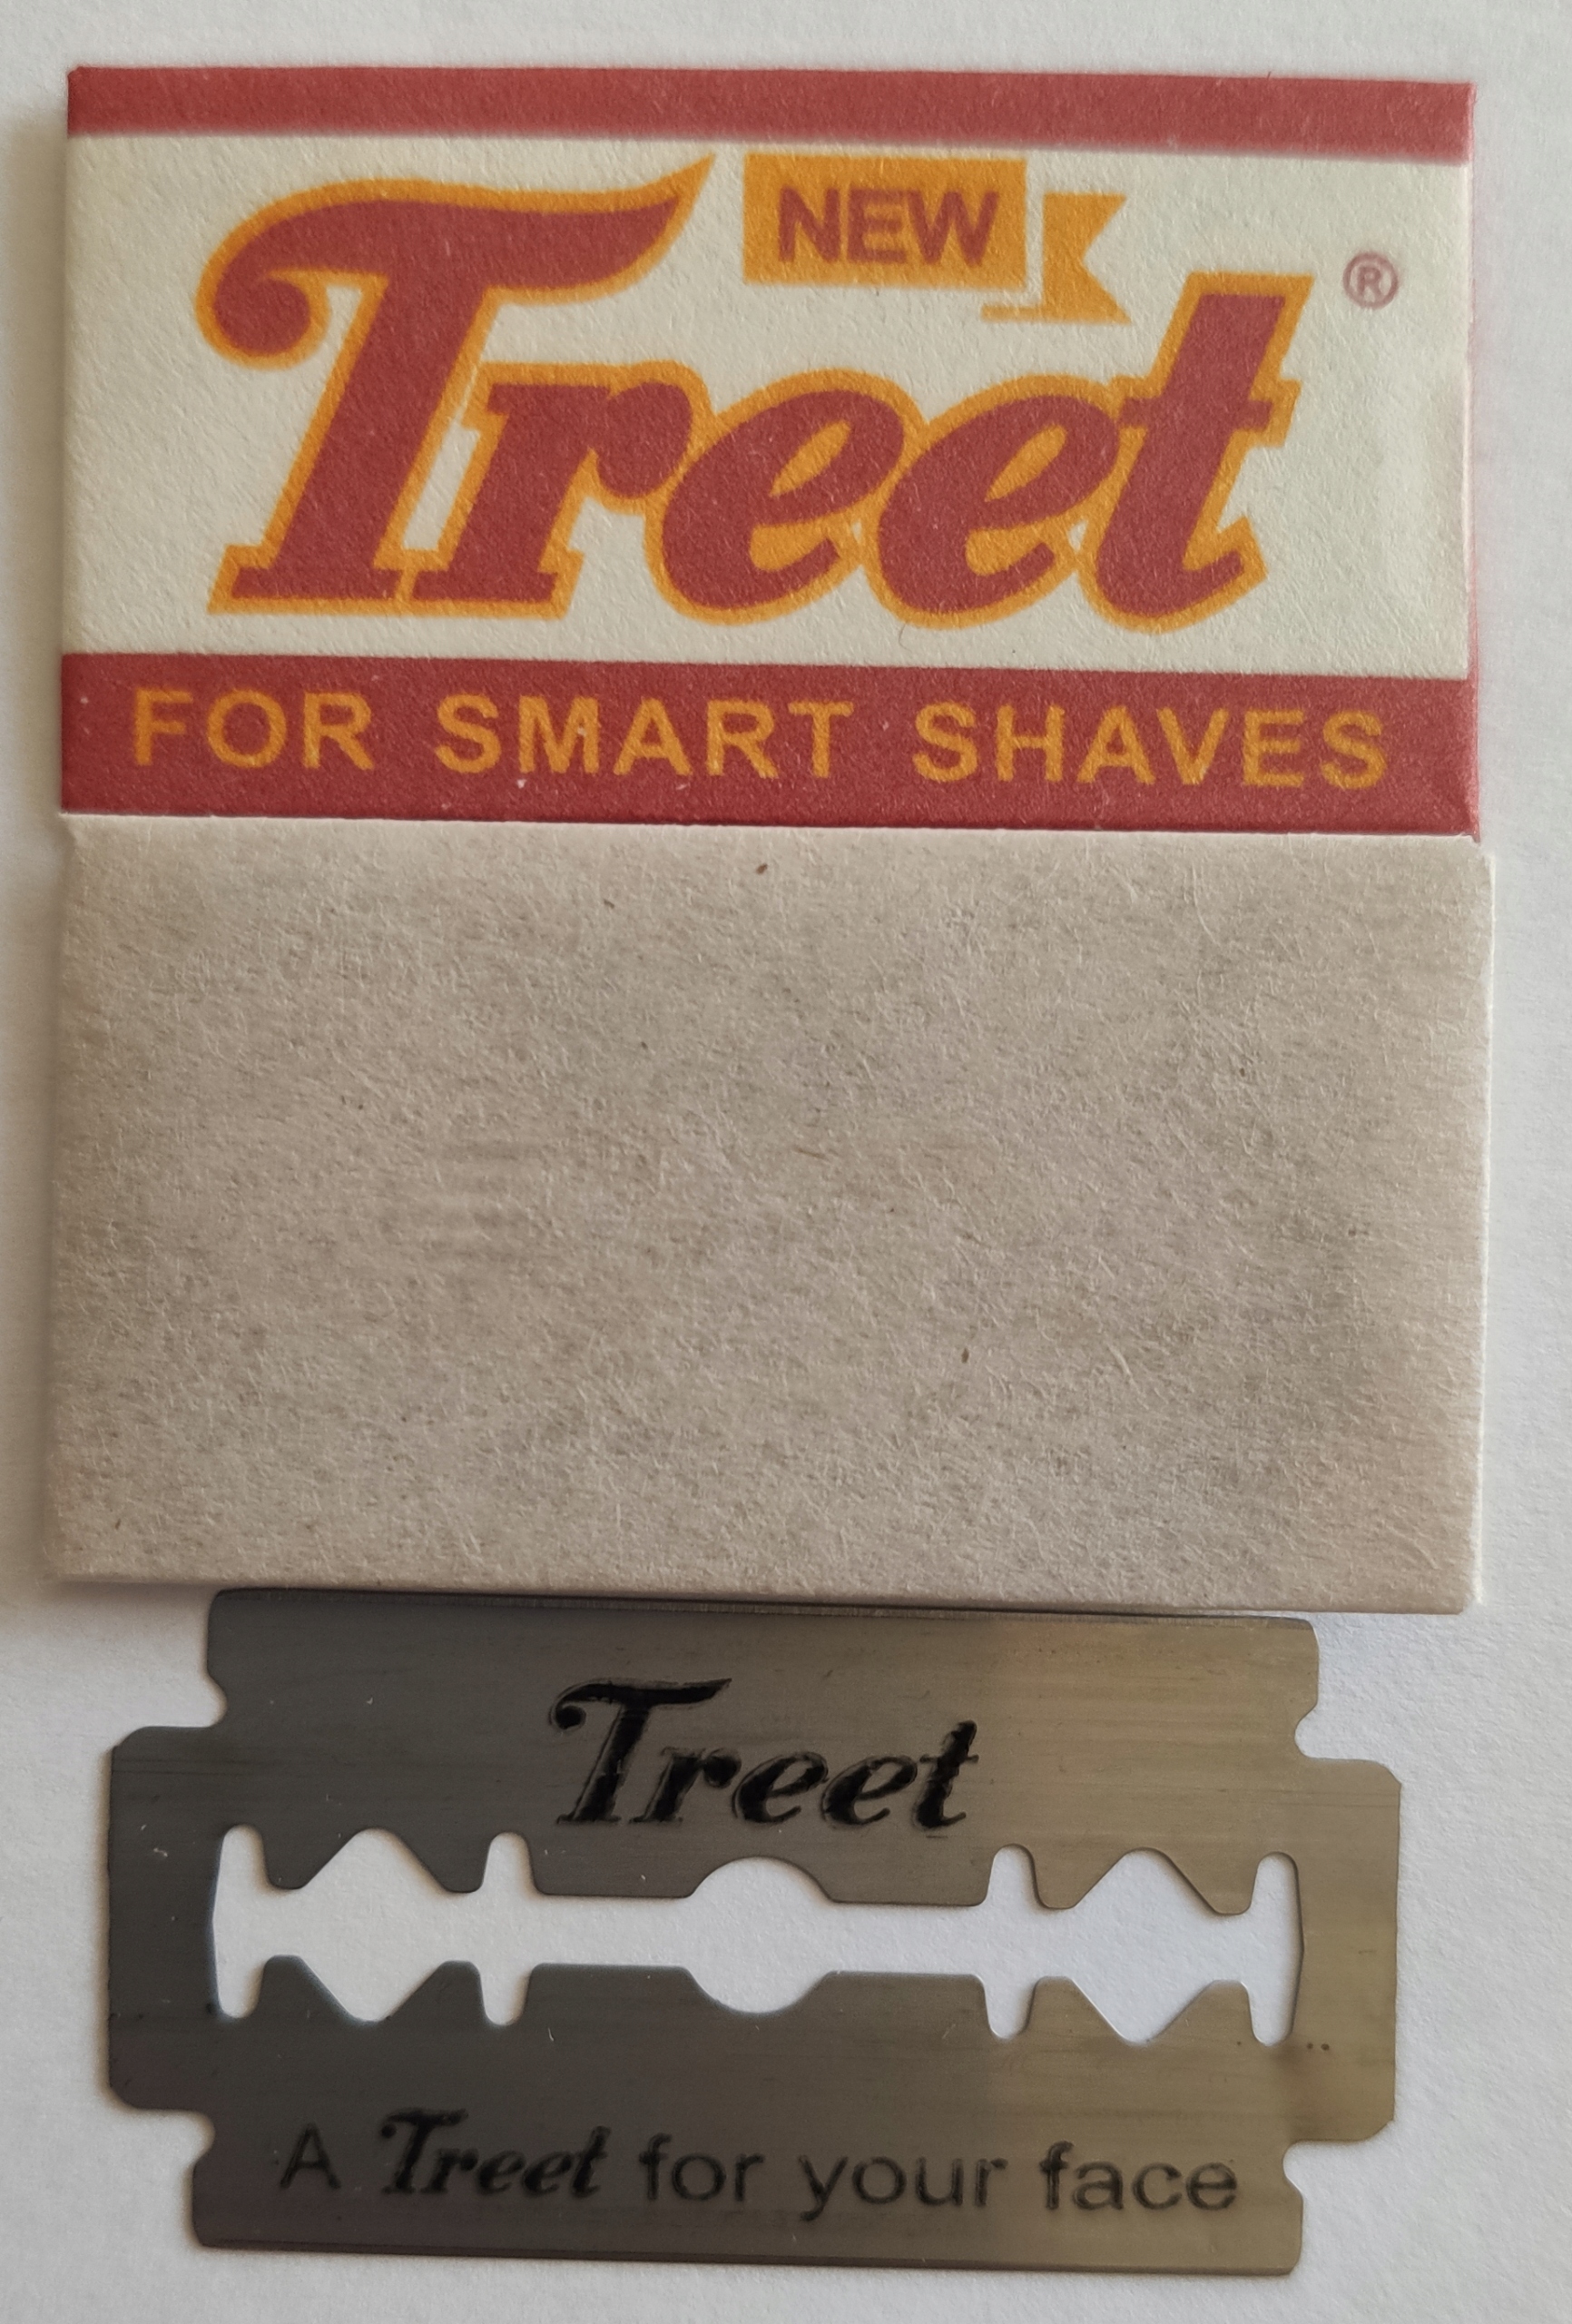 NEW
Treet ®
FOR SMART SHAVES
Treet
A Treet for your face